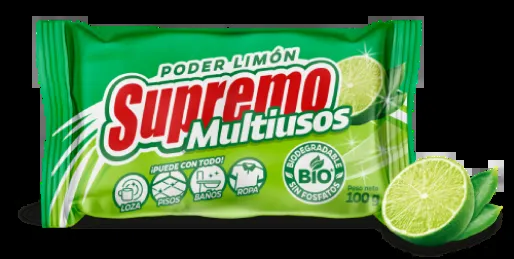 PODER LIMÓN
Supremo
Multiusos
¡PUEDE CON TODO!
LOZA
PISOS
BAÑOS
ROPA
BIODEGRADABLE
BIO
SIN FOSFATOS
Peso neto
100 g